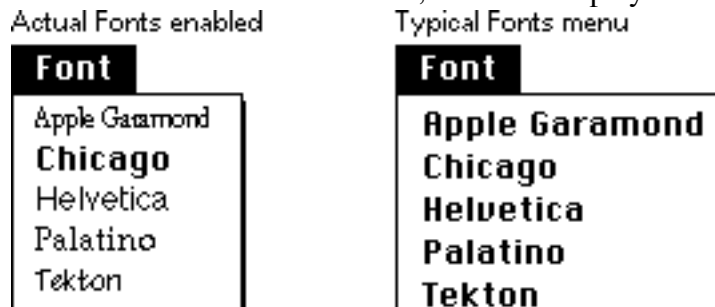 Actual Fonts enabled
Font
Apple Garamond
Chicago
Helvetica
Palatino
Tekton
Typical Fonts menu
Font
Apple Garamond
Chicago
Helvetica
Palatino
Tekton